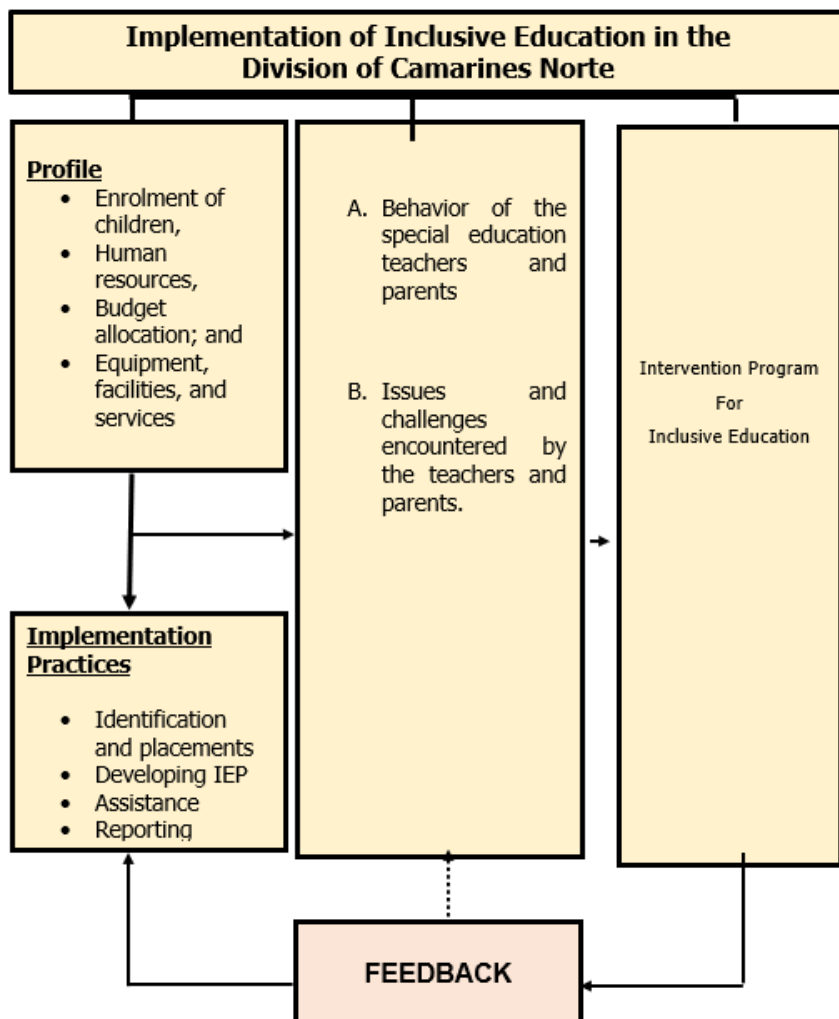 Implementation of Inclusive Education in the
Division of Camarines Norte
Profile
• Enrolment of
children,
• Human
resources,
• Budget
allocation; and
• Equipment,
facilities, and
services
Implementation
Practices
• Identification
and placements
• Developing IEP
• Assistance
• Reporting
A. Behavior of the
special education
teachers and
parents
B. Issues and
challenges
encountered by
the teachers and
parents.
Intervention Program
For
Inclusive Education
FEEDBACK